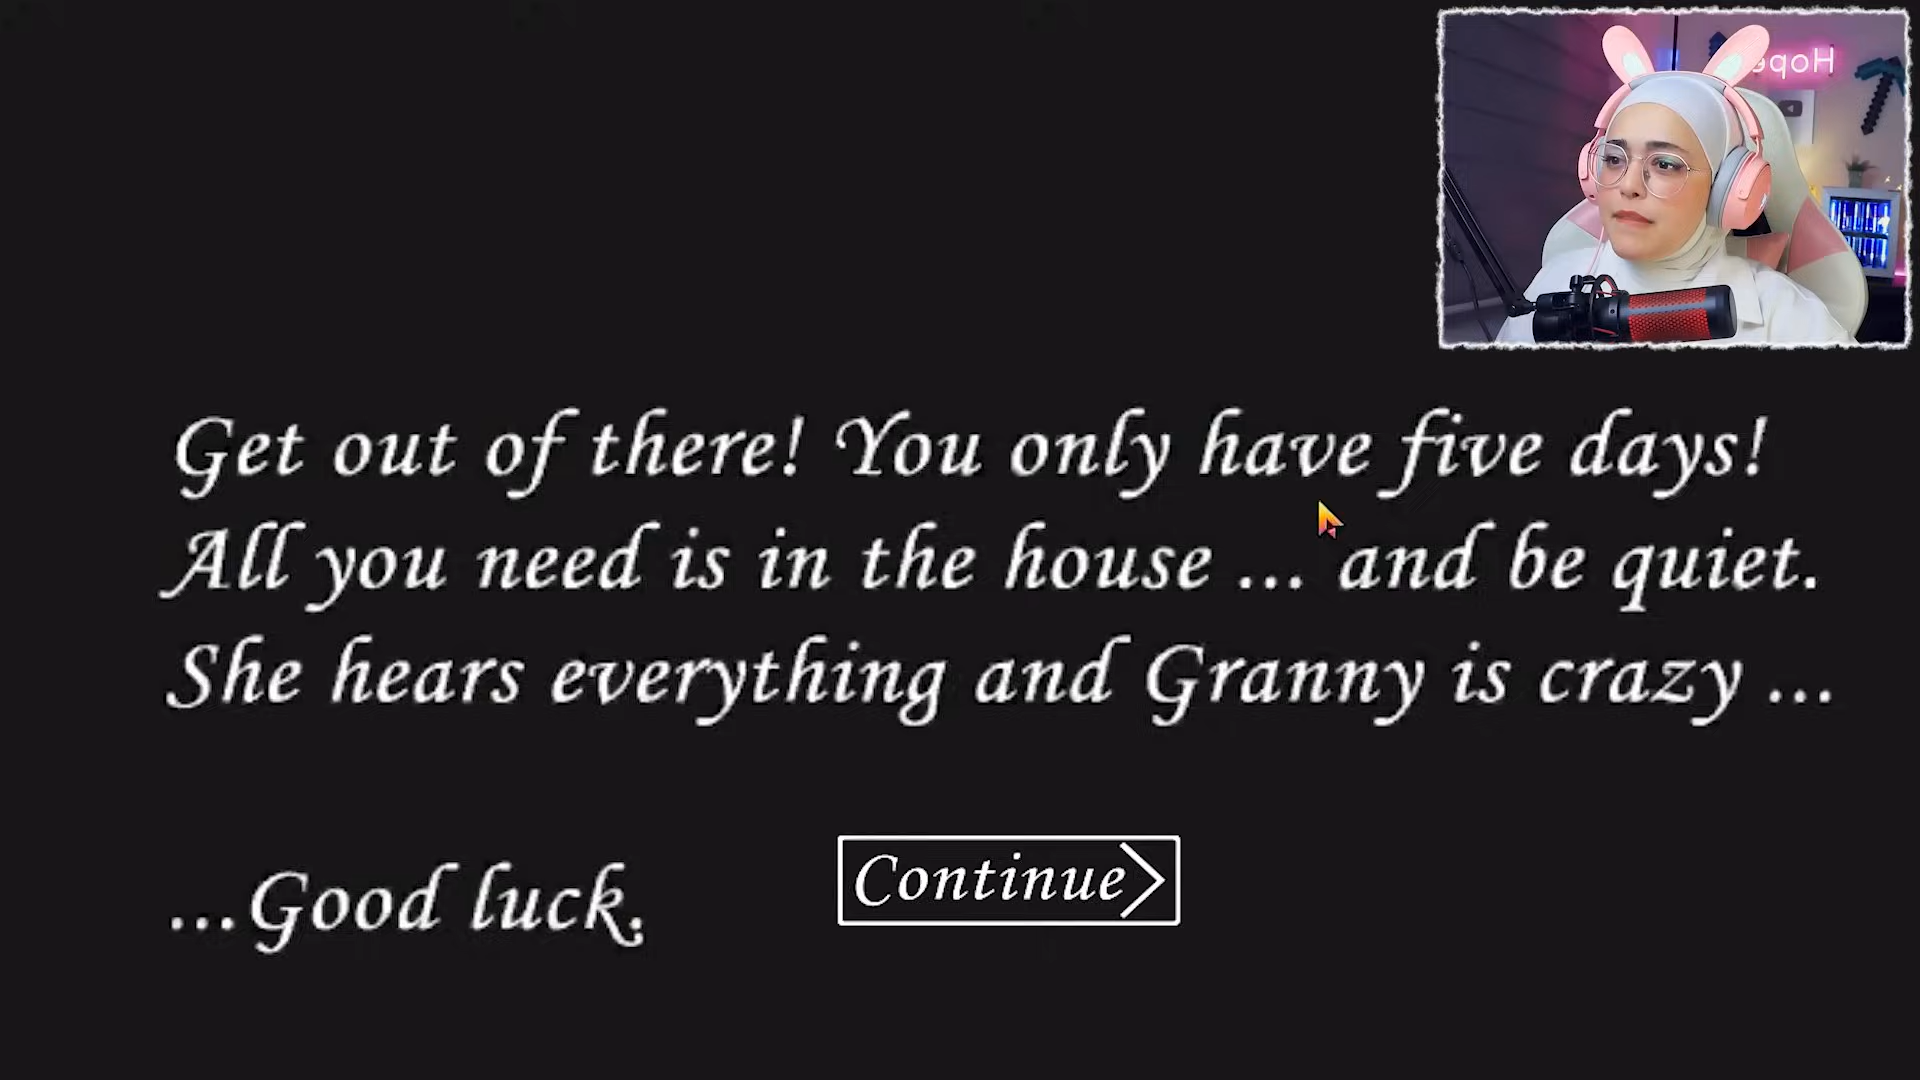 Hope
Get out of there! You only have five days!
All you need is in the house ... and be quiet.
She hears everything and Granny is crazy ...
...Good luck.
Continue